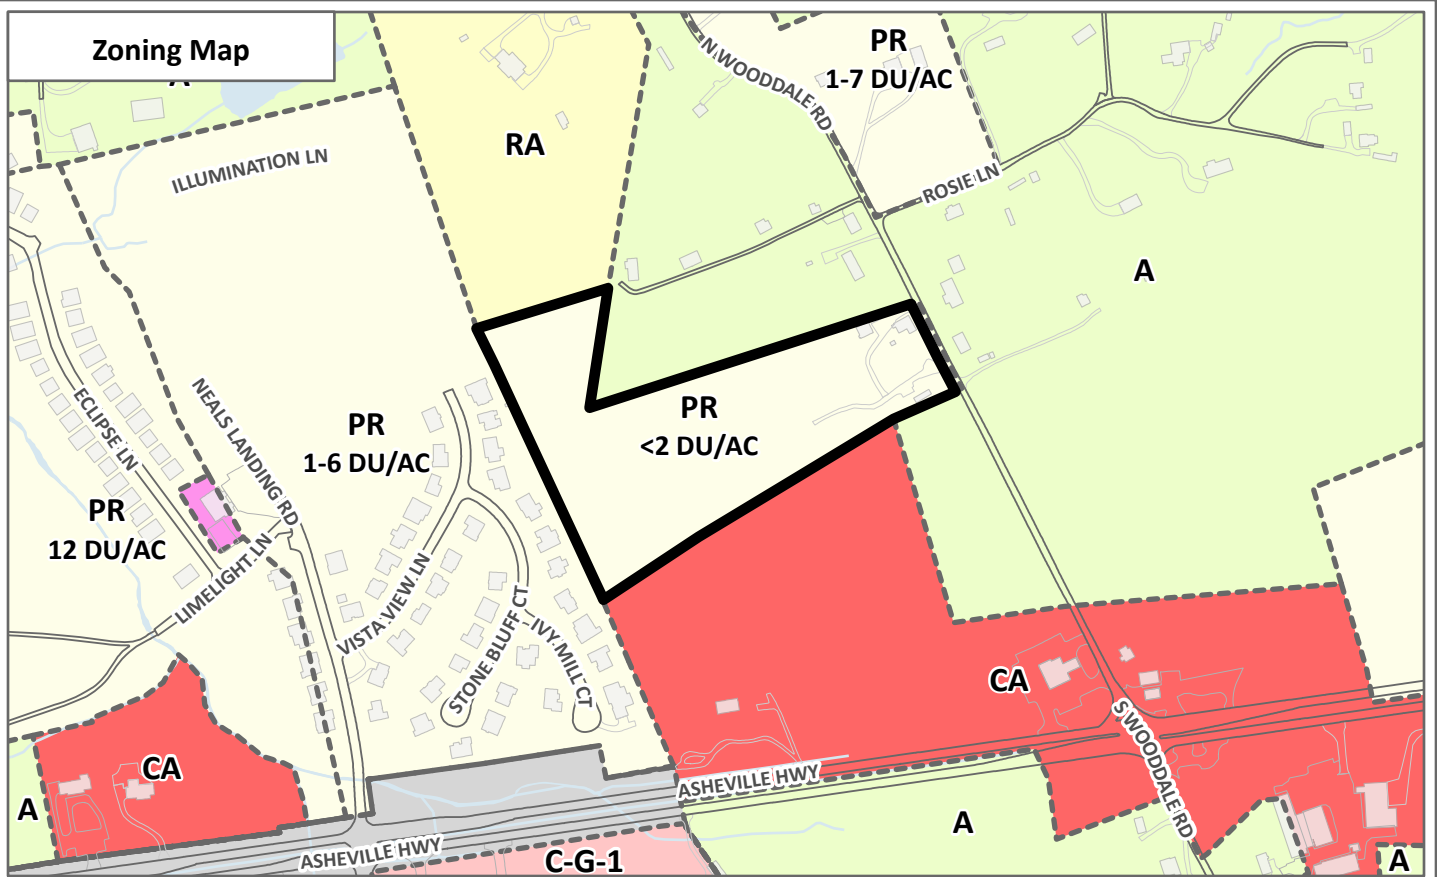 Zoning Map
A
PR
1-7 DU/AC
N WOODDALE RD
RA
ILLUMINATION LN
ROSIE LN
A
NEALS LANDING RD
ECLIPSE LN
PR
1-6 DU/AC
PR
<2 DU/AC
PR
12 DU/AC
LIMELIGHT LN
VISTA VIEW LN
STONE BLUFF CT
IVY MILL CT
CA
S WOODDALE RD
CA
ASHEVILLE HWY
A
A
ASHEVILLE HWY
C-G-1
A